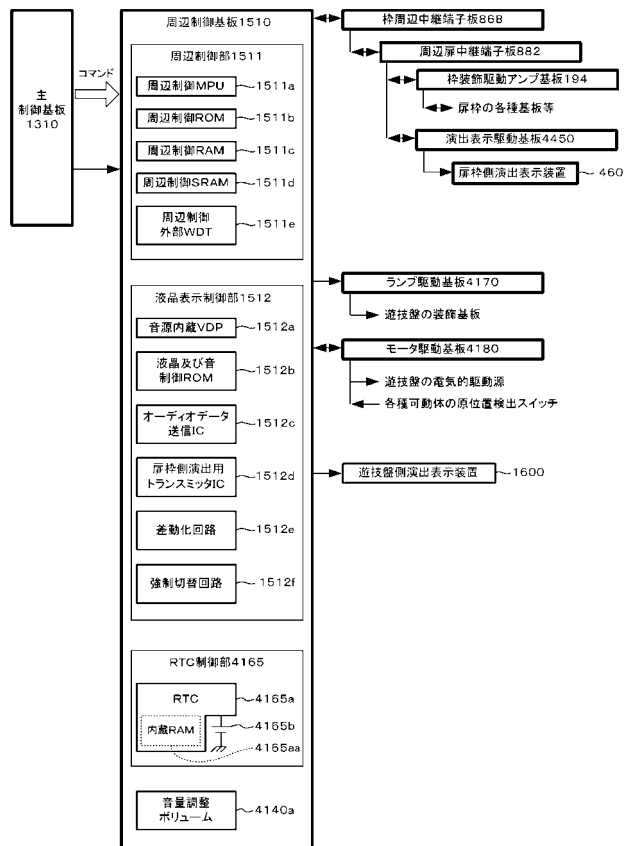 主
制御基板
1310
コマンド
周辺制御基板1510
周辺制御部1511
周辺制御MPU
1511a
周辺制御ROM
1511b
周辺制御RAM
1511c
周辺制御SRAM
1511d
周辺制御
外部WDT
1511e
液晶表示制御部1512
音源内蔵VDP
1512a
液晶及び音
制御ROM
1512b
オーディオデータ
送信IC
1512c
扉枠側演出用
トランスミッタIC
1512d
差動化回路
1512e
強制切替回路
1512f
RTC制御部4165
RTC
4165a
内蔵RAM
4165b
4165aa
音量調整
ボリューム
4140a
枠周辺中継端子板868
周辺扉中継端子板882
枠装飾駆動アンプ基板194
扉枠の各種基板等
演出表示駆動基板4450
扉枠側演出表示装置
460
ランプ駆動基板4170
遊技盤の装飾基板
モータ駆動基板4180
遊技盤の電気的駆動源
各種可動体の原位置検出スイッチ
遊技盤側演出表示装置
1600